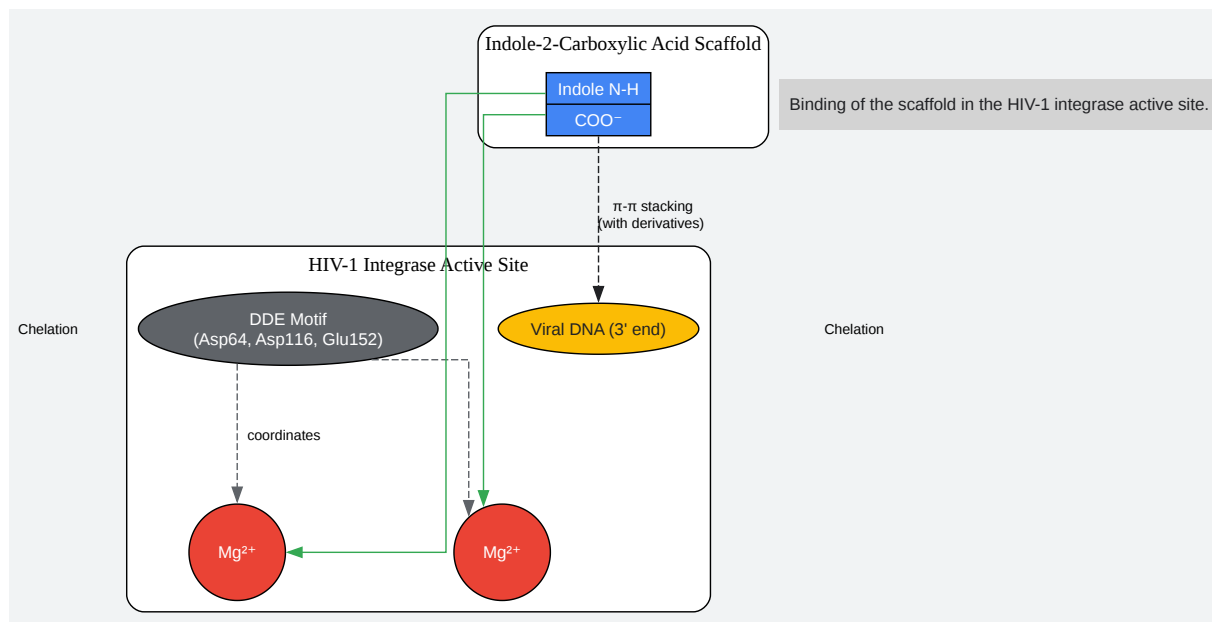 Indole-2-Carboxylic Acid Scaffold
Indole N-H
COO⁻
Binding of the scaffold in the HIV-1 integrase active site.
π-π stacking
(with derivatives)
HIV-1 Integrase Active Site
DDE Motif
(Asp64, Asp116, Glu152)
Viral DNA (3' end)
Chelation
Chelation
coordinates
Mg²⁺
Mg²⁺